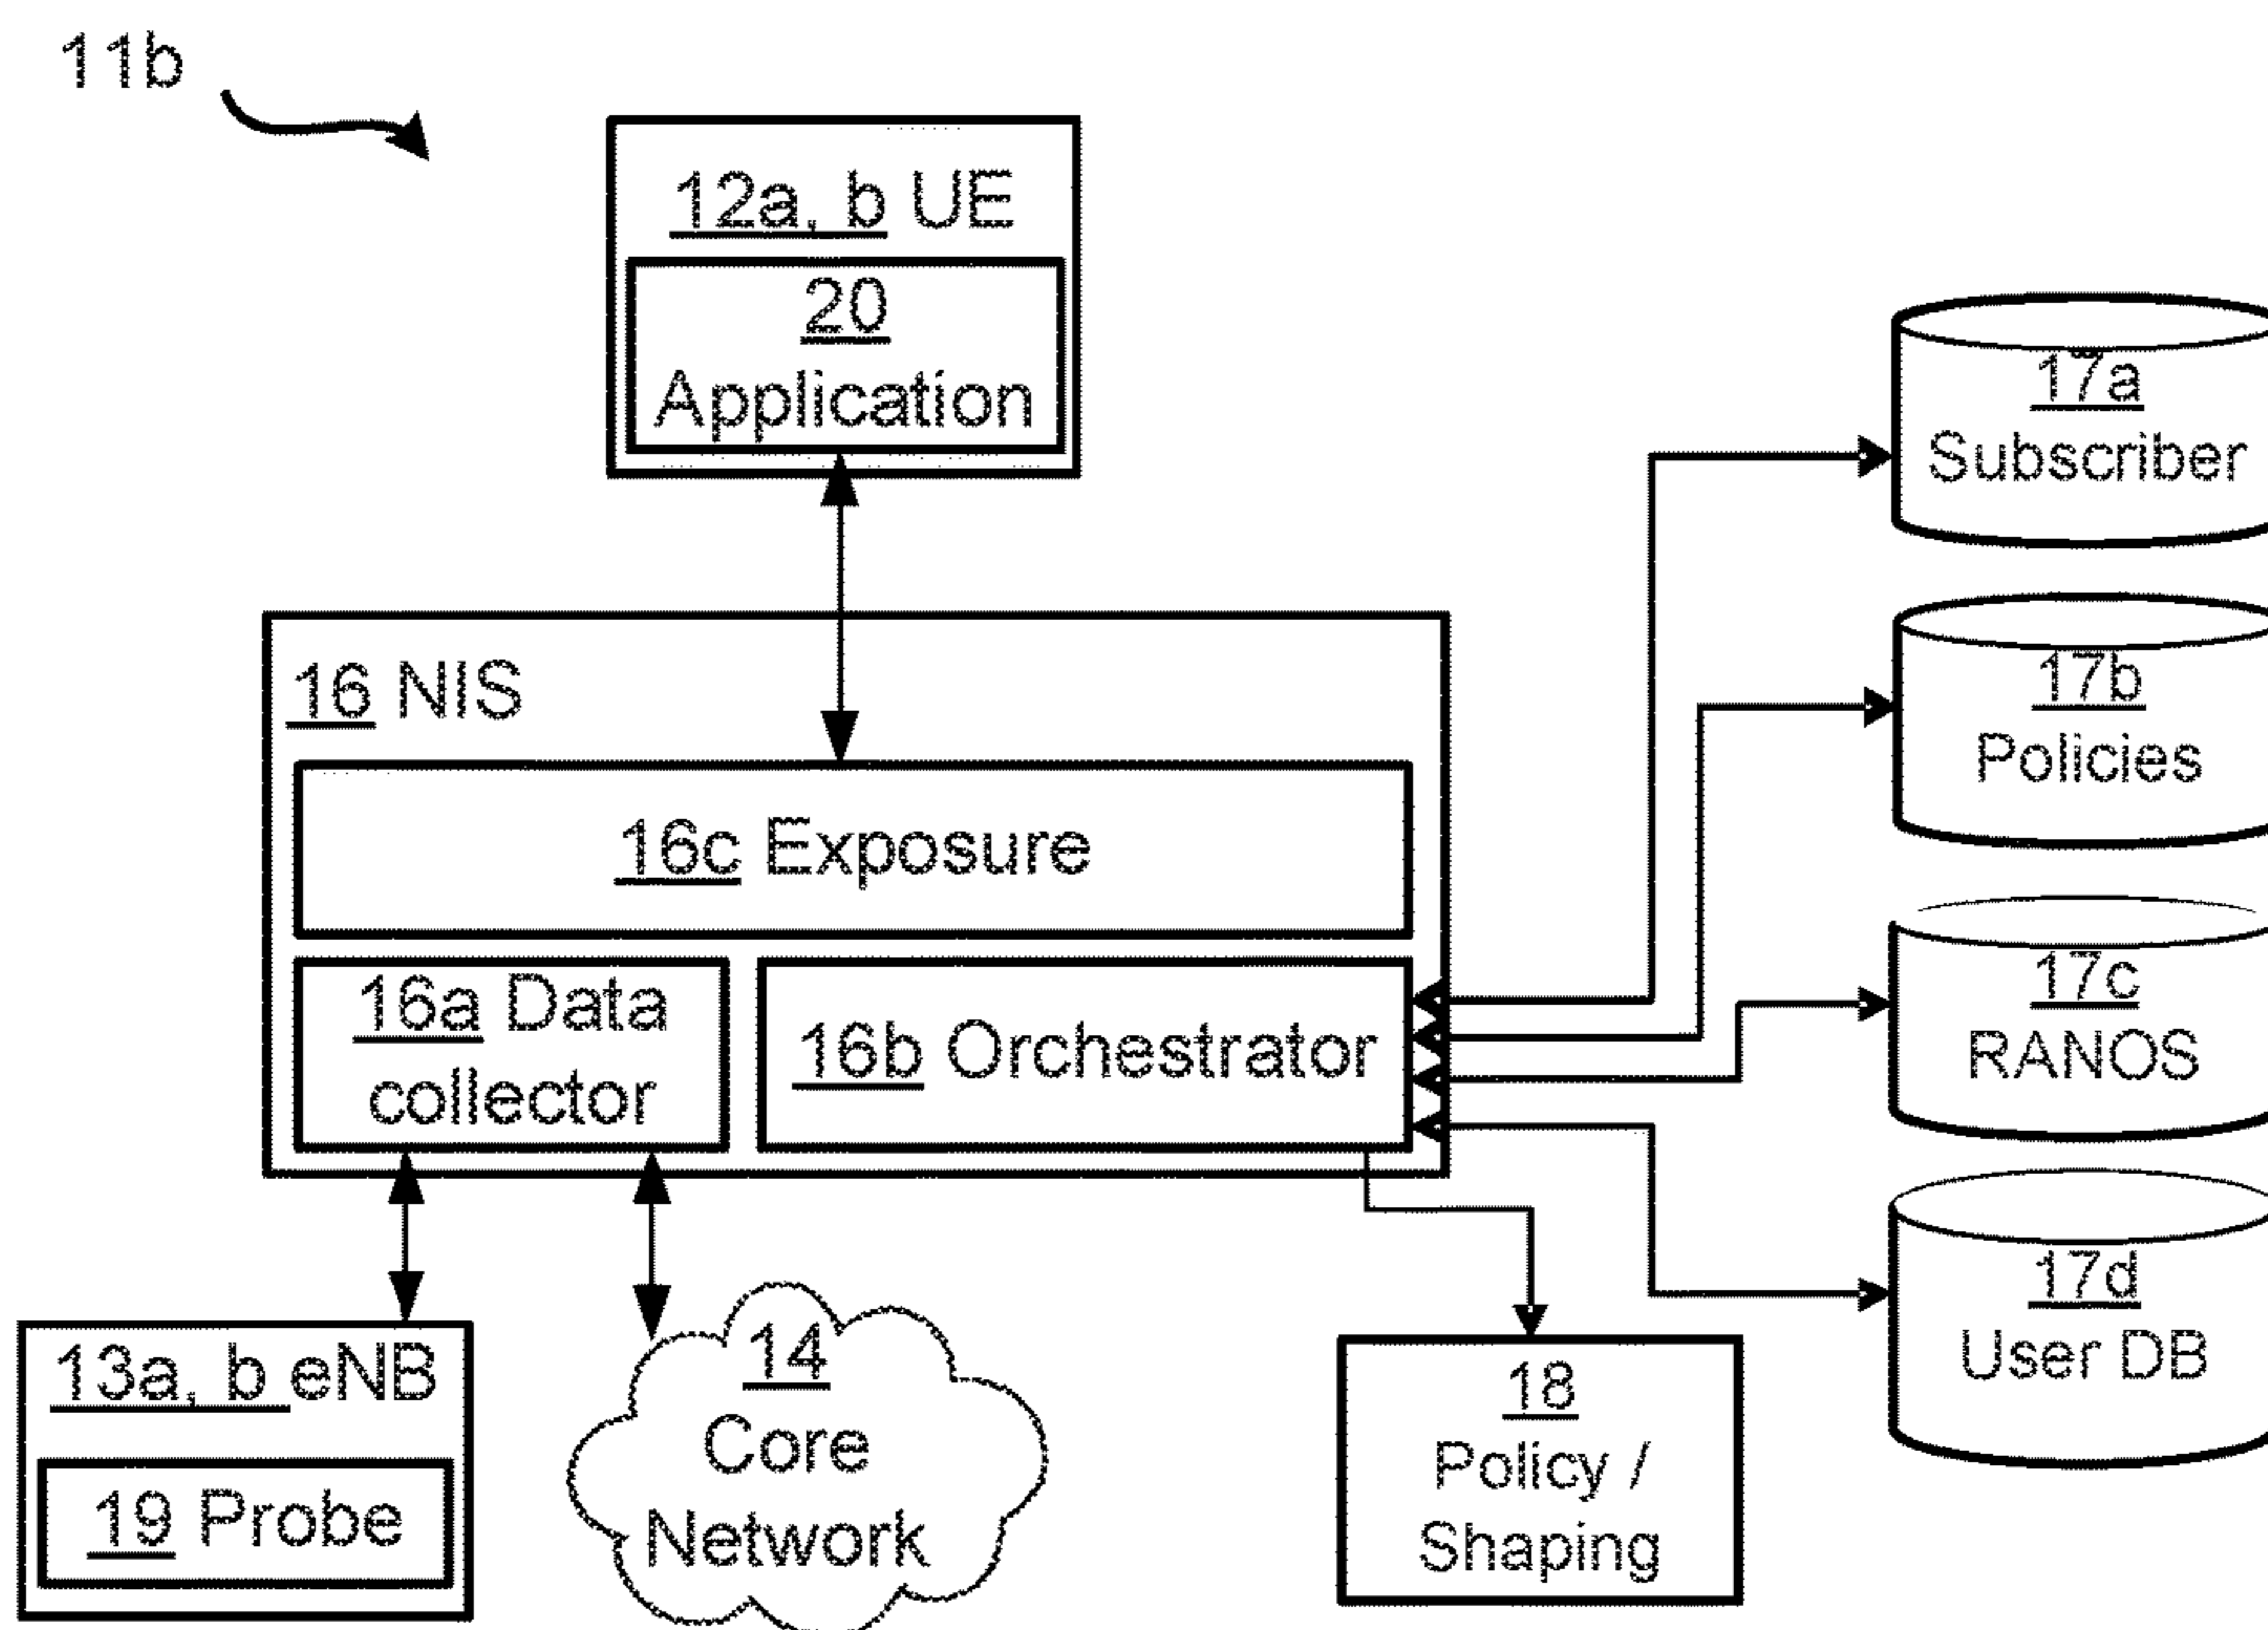 11b
12a, b UE
20
Application
17a
Subscriber
16 NIS
17b
Policies
16c Exposure
16a Data
collector
16b Orchestrator
17c
RANOS
13a, b eNB
19 Probe
14
Core
Network
18
Policy /
Shaping
17d
User DB